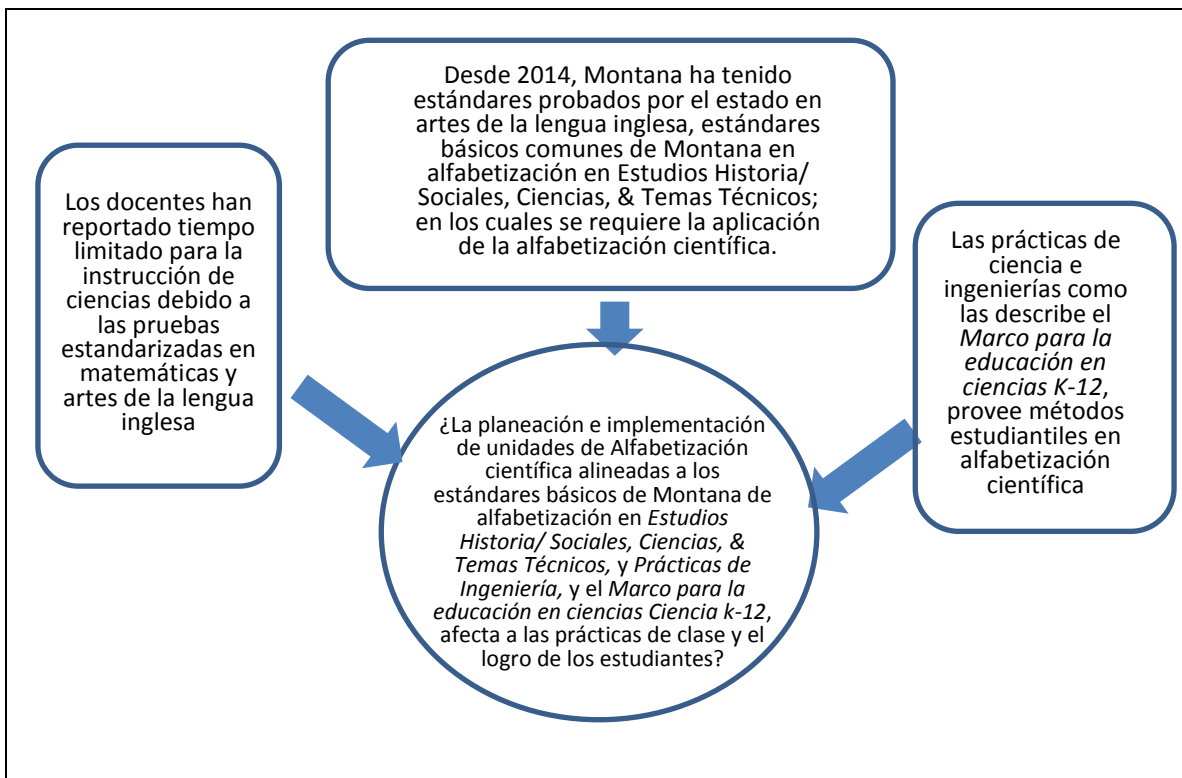 Desde 2014, Montana ha tenido
estándares probados por el estado en
artes de la lengua inglesa, estándares
básicos comunes de Montana en
alfabetización en Estudios Historia/
Sociales, Ciencias, & Temas Técnicos;
en los cuales se requiere la aplicación
de la alfabetización científica.
Los docentes han
reportado tiempo
limitado para la
instrucción de
ciencias debido a
las pruebas
estandarizadas en
matemáticas y
artes de la lengua
inglesa
Las prácticas de
ciencia e
ingenierías como
las describe el
Marco para la
educación en
ciencias K-12,
provee métodos
estudiantiles en
alfabetización
científica
¿La planeación e implementación
de unidades de Alfabetización
científica alineadas a los
estándares básicos de Montana de
alfabetización en Estudios
Historia/ Sociales, Ciencias, &
Temas Técnicos, y Prácticas de
Ingeniería, y el Marco para la
educación en ciencias Ciencia k-12,
afecta a las prácticas de clase y el
logro de los estudiantes?